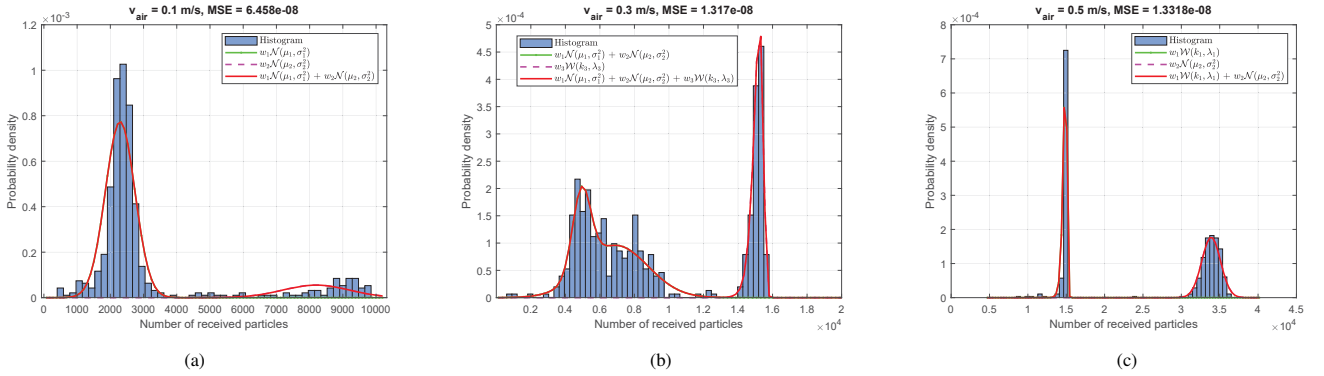 v_air = 0.1 m/s, MSE = 6.458e-08
×10^-3
1.2
1
0.8
0.6
0.4
0.2
0
Probability density
Histogram
w₁𝒩(μ₁, σ₁²)
w₂𝒩(μ₂, σ₂²)
w₁𝒩(μ₁, σ₁²) + w₂𝒩(μ₂, σ₂²)
0 1000 2000 3000 4000 5000 6000 7000 8000 9000 10000
Number of received particles
(a)
v_air = 0.3 m/s, MSE = 1.317e-08
×10^-4
5
4.5
4
3.5
3
2.5
2
1.5
1
0.5
0
Probability density
Histogram
w₁𝒩(μ₁, σ₁²) + w₂𝒩(μ₂, σ₂²)
w₃𝒲(k₃, λ₃)
w₁𝒩(μ₁, σ₁²) + w₂𝒩(μ₂, σ₂²) + w₃𝒲(k₃, λ₃)
0.2 0.4 0.6 0.8 1 1.2 1.4 1.6 1.8 2
×10^4
Number of received particles
(b)
v_air = 0.5 m/s, MSE = 1.3318e-08
×10^-4
8
7
6
5
4
3
2
1
0
Probability density
Histogram
w₁𝒲(k₁, λ₁)
w₂𝒩(μ₂, σ₂²)
w₁𝒲(k₁, λ₁) + w₂𝒩(μ₂, σ₂²)
0 0.5 1 1.5 2 2.5 3 3.5 4 4.5
×10^4
Number of received particles
(c)